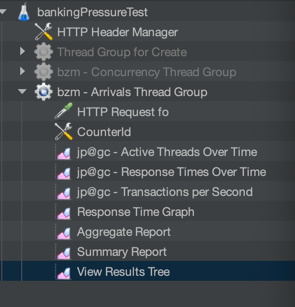 bankingPressureTest
HTTP Header Manager
Thread Group for Create
bzm - Concurrency Thread Group
bzm - Arrivals Thread Group
HTTP Request fo
CounterId
jp@gc - Active Threads Over Time
jp@gc - Response Times Over Time
jp@gc - Transactions per Second
Response Time Graph
Aggregate Report
Summary Report
View Results Tree